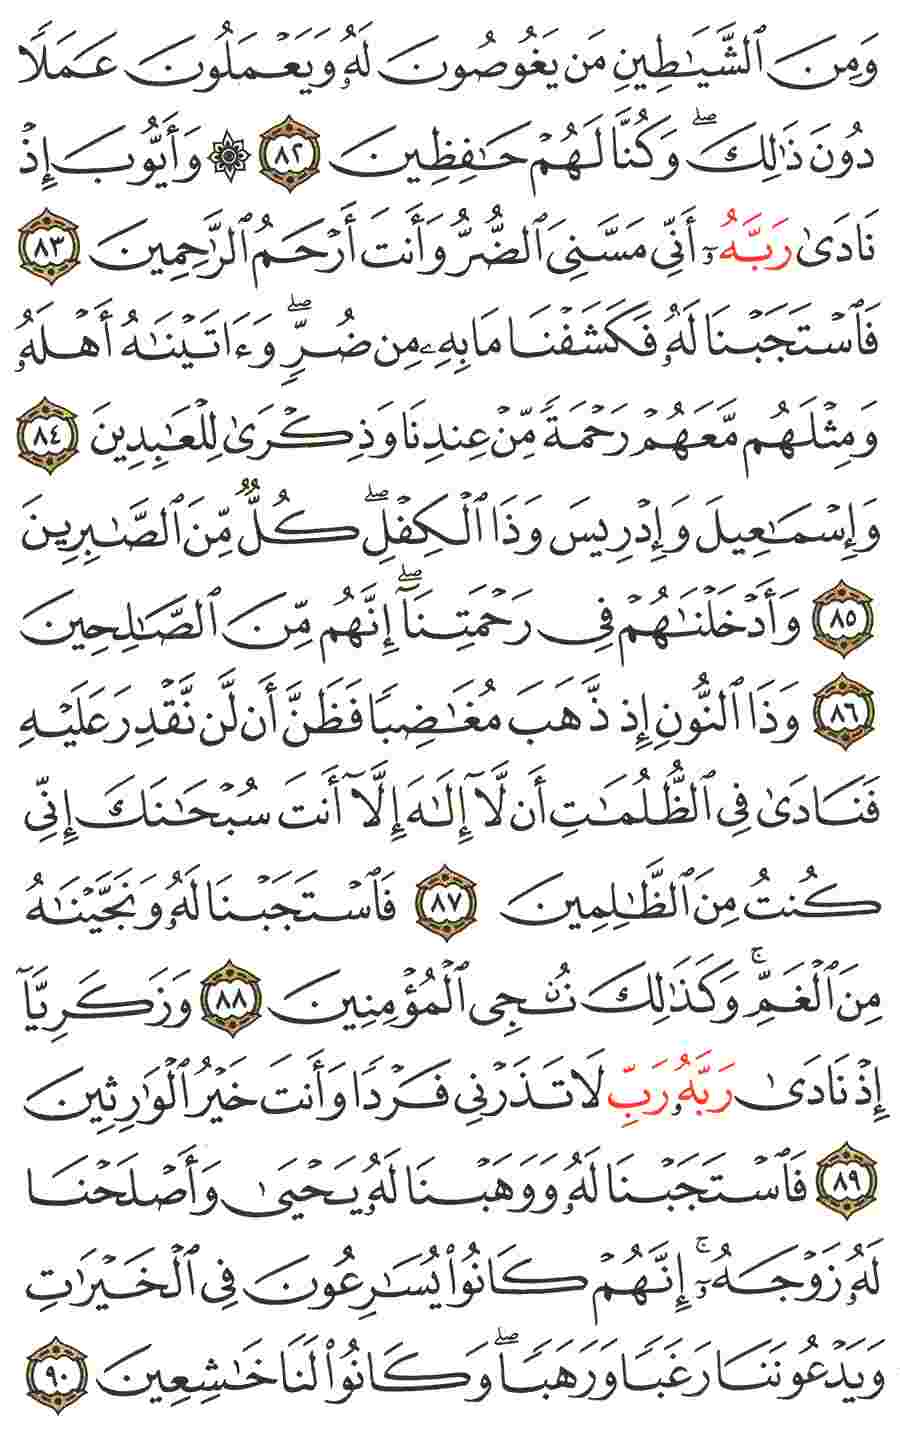 وَمِنَ ٱلشَّيَـٰطِينِ مَن يَغُوصُونَ لَهُۥ وَيَعْمَلُونَ عَمَلًا
دُونَ ذَٰلِكَ ۖ وَكُنَّا لَهُمْ حَـٰفِظِينَ ٨٢ ۞ وَأَيُّوبَ إِذْ
نَادَىٰ رَبَّهُۥٓ أَنِّى مَسَّنِىَ ٱلضُّرُّ وَأَنتَ أَرْحَمُ ٱلرَّٰحِمِينَ ٨٣
فَٱسْتَجَبْنَا لَهُۥ فَكَشَفْنَا مَا بِهِۦ مِن ضُرٍّ ۖ وَءَاتَيْنَـٰهُ أَهْلَهُۥ
وَمِثْلَهُم مَّعَهُمْ رَحْمَةً مِّنْ عِندِنَا وَذِكْرَىٰ لِلْعَـٰبِدِينَ ٨٤
وَإِسْمَـٰعِيلَ وَإِدْرِيسَ وَذَا ٱلْكِفْلِ ۖ كُلٌّ مِّنَ ٱلصَّـٰبِرِينَ
٨٥ وَأَدْخَلْنَـٰهُمْ فِى رَحْمَتِنَآ ۖ إِنَّهُم مِّنَ ٱلصَّـٰلِحِينَ
٨٦ وَذَا ٱلنُّونِ إِذ ذَّهَبَ مُغَـٰضِبًا فَظَنَّ أَن لَّن نَّقْدِرَ عَلَيْهِ
فَنَادَىٰ فِى ٱلظُّلُمَـٰتِ أَن لَّآ إِلَـٰهَ إِلَّآ أَنتَ سُبْحَـٰنَكَ إِنِّى
كُنتُ مِنَ ٱلظَّـٰلِمِينَ ٨٧ فَٱسْتَجَبْنَا لَهُۥ وَنَجَّيْنَـٰهُ
مِنَ ٱلْغَمِّ ۚ وَكَذَٰلِكَ نُـۨجِى ٱلْمُؤْمِنِينَ ٨٨ وَزَكَرِيَّآ
إِذْ نَادَىٰ رَبَّهُۥ رَبِّ لَا تَذَرْنِى فَرْدًا وَأَنتَ خَيْرُ ٱلْوَٰرِثِينَ
٨٩ فَٱسْتَجَبْنَا لَهُۥ وَوَهَبْنَا لَهُۥ يَحْيَىٰ وَأَصْلَحْنَا
لَهُۥ زَوْجَهُۥٓ ۚ إِنَّهُمْ كَانُوا۟ يُسَـٰرِعُونَ فِى ٱلْخَيْرَٰتِ
وَيَدْعُونَنَا رَغَبًا وَرَهَبًا ۖ وَكَانُوا۟ لَنَا خَـٰشِعِينَ ٩٠